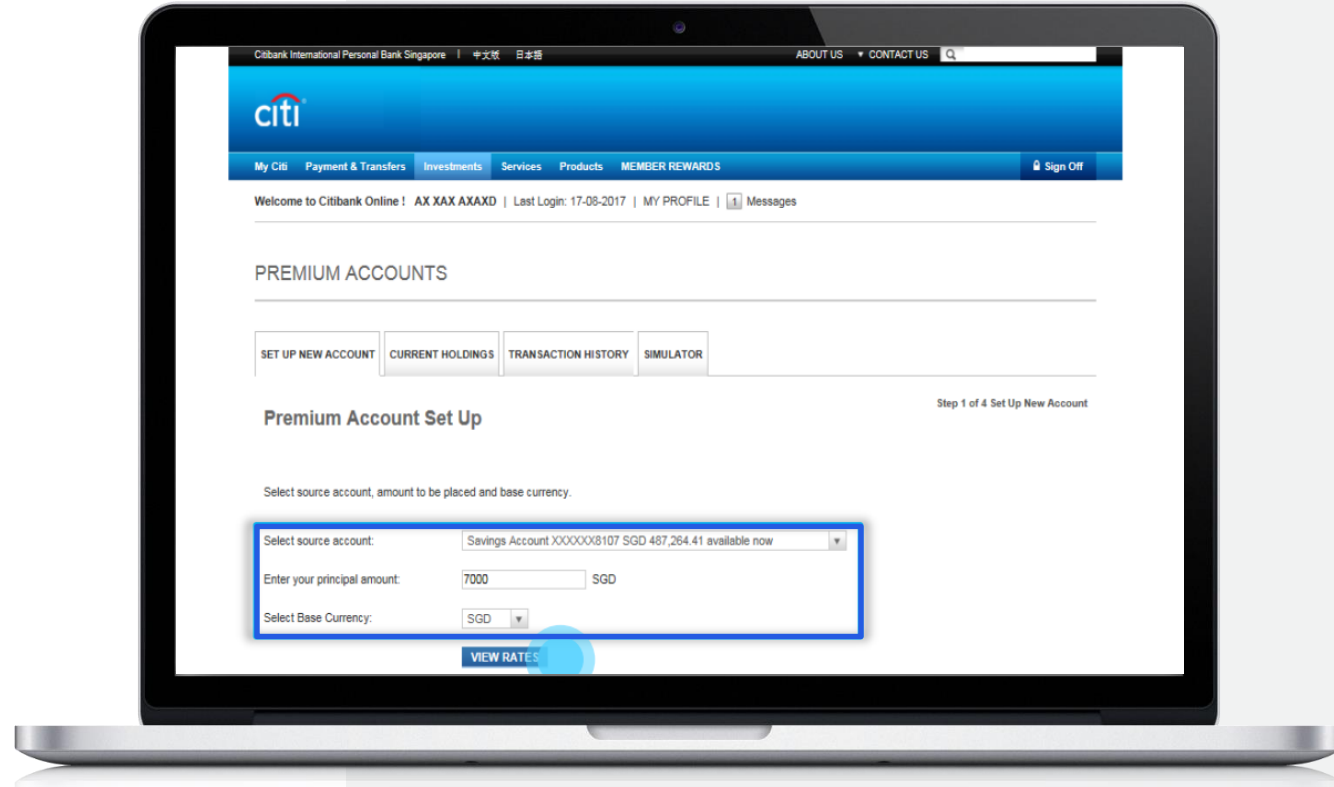 Citibank International Personal Bank Singapore | 中文版 日本語 ABOUT US ▼ CONTACT US
citi
My Citi Payment & Transfers Investments Services Products MEMBER REWARDS Sign Off
Welcome to Citibank Online ! AX XAX AXAXD | Last Login: 17-08-2017 | MY PROFILE | 1 Messages
PREMIUM ACCOUNTS
SET UP NEW ACCOUNT CURRENT HOLDINGS TRANSACTION HISTORY SIMULATOR
Step 1 of 4 Set Up New Account
Premium Account Set Up
Select source account, amount to be placed and base currency.
Select source account: Savings Account XXXXXX8107 SGD 487,264.41 available now
Enter your principal amount: 7000 SGD
Select Base Currency: SGD
VIEW RATES